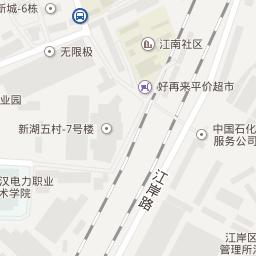 新城-6栋
无限极
江南社区
好再来平价超市
业园
新湖五村-7号楼
中国石化
服务公司
汉电力职业
术学院
江岸路
江岸区
管理所